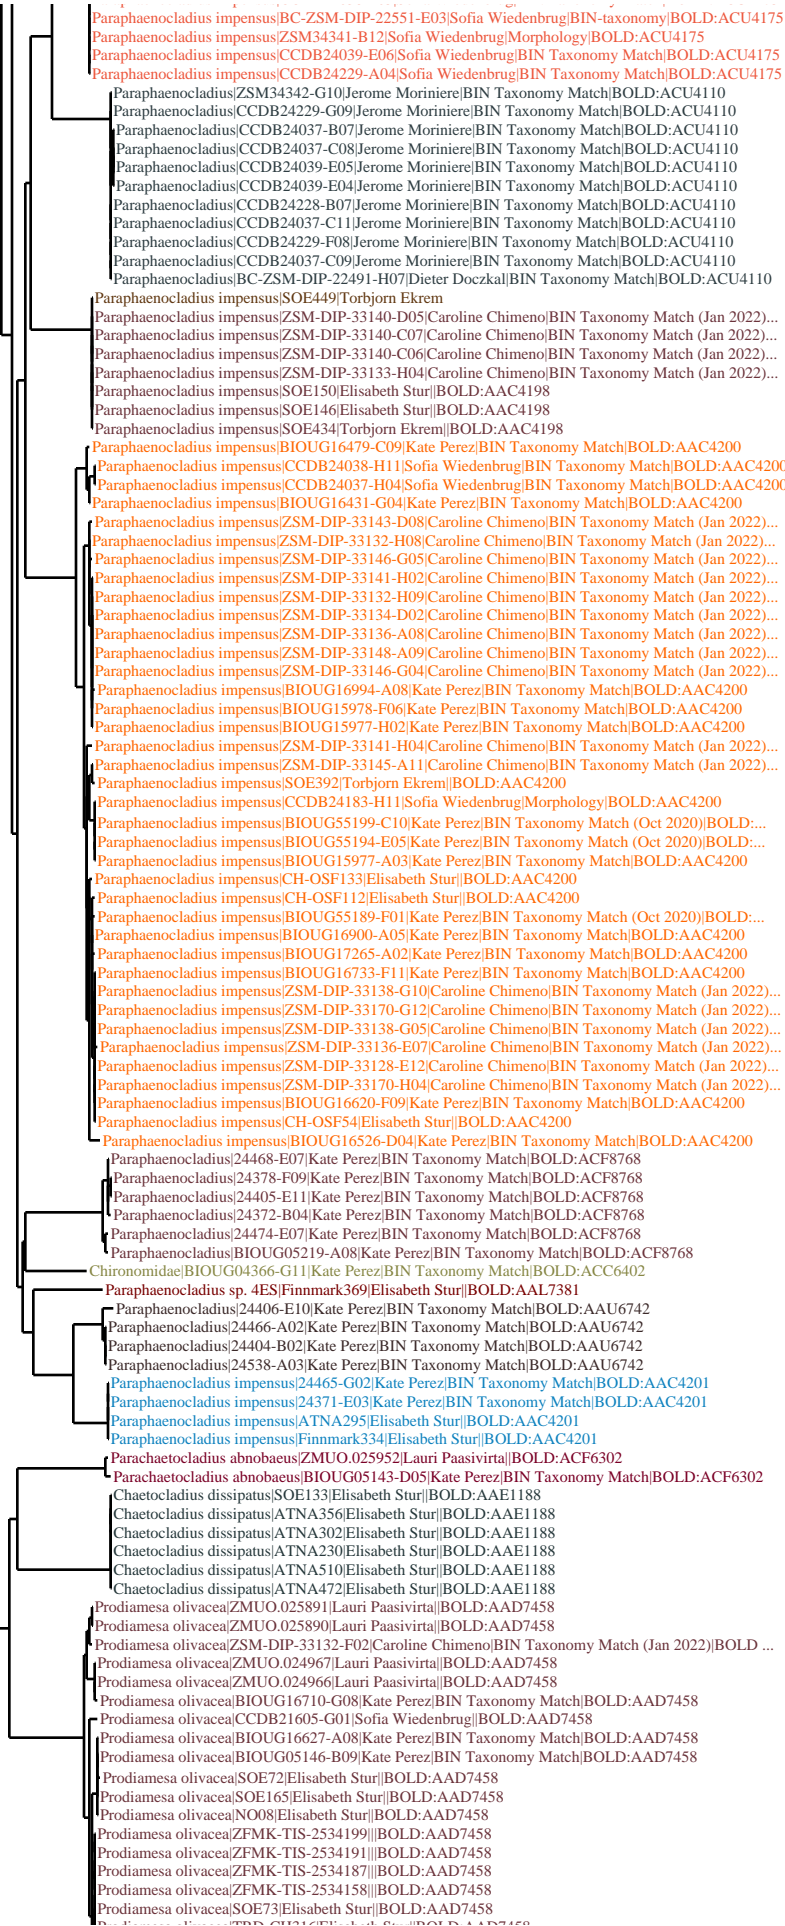 Paraphaenocladius impensus|BC-ZSM-DIP-22551-E03|Sofia Wiedenbrug|BIN-taxonomy|BOLD:ACU4175
Paraphaenocladius impensus|ZSM34341-B12|Sofia Wiedenbrug|Morphology|BOLD:ACU4175
Paraphaenocladius impensus|CCDB24039-E06|Sofia Wiedenbrug|BIN Taxonomy Match|BOLD:ACU4175
Paraphaenocladius impensus|CCDB24229-A04|Sofia Wiedenbrug|BIN Taxonomy Match|BOLD:ACU4175
Paraphaenocladius|ZSM34342-G10|Jerome Moriniere|BIN Taxonomy Match|BOLD:ACU4110
Paraphaenocladius|CCDB24229-G09|Jerome Moriniere|BIN Taxonomy Match|BOLD:ACU4110
Paraphaenocladius|CCDB24037-B07|Jerome Moriniere|BIN Taxonomy Match|BOLD:ACU4110
Paraphaenocladius|CCDB24037-C08|Jerome Moriniere|BIN Taxonomy Match|BOLD:ACU4110
Paraphaenocladius|CCDB24039-E05|Jerome Moriniere|BIN Taxonomy Match|BOLD:ACU4110
Paraphaenocladius|CCDB24039-E04|Jerome Moriniere|BIN Taxonomy Match|BOLD:ACU4110
Paraphaenocladius|CCDB24228-B07|Jerome Moriniere|BIN Taxonomy Match|BOLD:ACU4110
Paraphaenocladius|CCDB24037-C11|Jerome Moriniere|BIN Taxonomy Match|BOLD:ACU4110
Paraphaenocladius|CCDB24229-F08|Jerome Moriniere|BIN Taxonomy Match|BOLD:ACU4110
Paraphaenocladius|CCDB24037-C09|Jerome Moriniere|BIN Taxonomy Match|BOLD:ACU4110
Paraphaenocladius|BC-ZSM-DIP-22491-H07|Dieter Doczkal|BIN Taxonomy Match|BOLD:ACU4110
Paraphaenocladius impensus|SOE449|Torbjorn Ekrem
Paraphaenocladius impensus|ZSM-DIP-33140-D05|Caroline Chimeno|BIN Taxonomy Match (Jan 2022)...
Paraphaenocladius impensus|ZSM-DIP-33140-C07|Caroline Chimeno|BIN Taxonomy Match (Jan 2022)...
Paraphaenocladius impensus|ZSM-DIP-33140-C06|Caroline Chimeno|BIN Taxonomy Match (Jan 2022)...
Paraphaenocladius impensus|ZSM-DIP-33133-H04|Caroline Chimeno|BIN Taxonomy Match (Jan 2022)...
Paraphaenocladius impensus|SOE150|Elisabeth Stur||BOLD:AAC4198
Paraphaenocladius impensus|SOE146|Elisabeth Stur||BOLD:AAC4198
Paraphaenocladius impensus|SOE434|Torbjorn Ekrem||BOLD:AAC4198
Paraphaenocladius impensus|BIOUG16479-C09|Kate Perez|BIN Taxonomy Match|BOLD:AAC4200
Paraphaenocladius impensus|CCDB24038-H11|Sofia Wiedenbrug|BIN Taxonomy Match|BOLD:AAC4200
Paraphaenocladius impensus|CCDB24037-H04|Sofia Wiedenbrug|BIN Taxonomy Match|BOLD:AAC4200
Paraphaenocladius impensus|BIOUG16431-G04|Kate Perez|BIN Taxonomy Match|BOLD:AAC4200
Paraphaenocladius impensus|ZSM-DIP-33143-D08|Caroline Chimeno|BIN Taxonomy Match (Jan 2022)...
Paraphaenocladius impensus|ZSM-DIP-33132-H08|Caroline Chimeno|BIN Taxonomy Match (Jan 2022)...
Paraphaenocladius impensus|ZSM-DIP-33146-G05|Caroline Chimeno|BIN Taxonomy Match (Jan 2022)...
Paraphaenocladius impensus|ZSM-DIP-33141-H02|Caroline Chimeno|BIN Taxonomy Match (Jan 2022)...
Paraphaenocladius impensus|ZSM-DIP-33132-H09|Caroline Chimeno|BIN Taxonomy Match (Jan 2022)...
Paraphaenocladius impensus|ZSM-DIP-33134-D02|Caroline Chimeno|BIN Taxonomy Match (Jan 2022)...
Paraphaenocladius impensus|ZSM-DIP-33136-A08|Caroline Chimeno|BIN Taxonomy Match (Jan 2022)...
Paraphaenocladius impensus|ZSM-DIP-33148-A09|Caroline Chimeno|BIN Taxonomy Match (Jan 2022)...
Paraphaenocladius impensus|ZSM-DIP-33146-G04|Caroline Chimeno|BIN Taxonomy Match (Jan 2022)...
Paraphaenocladius impensus|BIOUG16994-A08|Kate Perez|BIN Taxonomy Match|BOLD:AAC4200
Paraphaenocladius impensus|BIOUG15978-F06|Kate Perez|BIN Taxonomy Match|BOLD:AAC4200
Paraphaenocladius impensus|BIOUG15977-H02|Kate Perez|BIN Taxonomy Match|BOLD:AAC4200
Paraphaenocladius impensus|ZSM-DIP-33141-H04|Caroline Chimeno|BIN Taxonomy Match (Jan 2022)...
Paraphaenocladius impensus|ZSM-DIP-33145-A11|Caroline Chimeno|BIN Taxonomy Match (Jan 2022)...
Paraphaenocladius impensus|SOE392|Torbjorn Ekrem||BOLD:AAC4200
Paraphaenocladius impensus|CCDB24183-H11|Sofia Wiedenbrug|Morphology|BOLD:AAC4200
Paraphaenocladius impensus|BIOUG55199-C10|Kate Perez|BIN Taxonomy Match (Oct 2020)|BOLD:...
Paraphaenocladius impensus|BIOUG55194-E05|Kate Perez|BIN Taxonomy Match (Oct 2020)|BOLD:...
Paraphaenocladius impensus|BIOUG15977-A03|Kate Perez|BIN Taxonomy Match|BOLD:AAC4200
Paraphaenocladius impensus|CH-OSF133|Elisabeth Stur||BOLD:AAC4200
Paraphaenocladius impensus|CH-OSF112|Elisabeth Stur||BOLD:AAC4200
Paraphaenocladius impensus|BIOUG55189-F01|Kate Perez|BIN Taxonomy Match (Oct 2020)|BOLD:...
Paraphaenocladius impensus|BIOUG16900-A05|Kate Perez|BIN Taxonomy Match|BOLD:AAC4200
Paraphaenocladius impensus|BIOUG17265-A02|Kate Perez|BIN Taxonomy Match|BOLD:AAC4200
Paraphaenocladius impensus|BIOUG16733-F11|Kate Perez|BIN Taxonomy Match|BOLD:AAC4200
Paraphaenocladius impensus|ZSM-DIP-33138-G10|Caroline Chimeno|BIN Taxonomy Match (Jan 2022)...
Paraphaenocladius impensus|ZSM-DIP-33170-G12|Caroline Chimeno|BIN Taxonomy Match (Jan 2022)...
Paraphaenocladius impensus|ZSM-DIP-33138-G05|Caroline Chimeno|BIN Taxonomy Match (Jan 2022)...
Paraphaenocladius impensus|ZSM-DIP-33136-E07|Caroline Chimeno|BIN Taxonomy Match (Jan 2022)...
Paraphaenocladius impensus|ZSM-DIP-33128-E12|Caroline Chimeno|BIN Taxonomy Match (Jan 2022)...
Paraphaenocladius impensus|ZSM-DIP-33170-H04|Caroline Chimeno|BIN Taxonomy Match (Jan 2022)...
Paraphaenocladius impensus|BIOUG16620-F09|Kate Perez|BIN Taxonomy Match|BOLD:AAC4200
Paraphaenocladius impensus|CH-OSF54|Elisabeth Stur||BOLD:AAC4200
Paraphaenocladius impensus|BIOUG16526-D04|Kate Perez|BIN Taxonomy Match|BOLD:AAC4200
Paraphaenocladius|24468-E07|Kate Perez|BIN Taxonomy Match|BOLD:ACF8768
Paraphaenocladius|24378-F09|Kate Perez|BIN Taxonomy Match|BOLD:ACF8768
Paraphaenocladius|24405-E11|Kate Perez|BIN Taxonomy Match|BOLD:ACF8768
Paraphaenocladius|24372-B04|Kate Perez|BIN Taxonomy Match|BOLD:ACF8768
Paraphaenocladius|24474-E07|Kate Perez|BIN Taxonomy Match|BOLD:ACF8768
Paraphaenocladius|BIOUG05219-A08|Kate Perez|BIN Taxonomy Match|BOLD:ACF8768
Chironomidae|BIOUG04366-G11|Kate Perez|BIN Taxonomy Match|BOLD:ACC6402
Paraphaenocladius sp. 4ES|Finnmark369|Elisabeth Stur||BOLD:AAL7381
Paraphaenocladius|24406-E10|Kate Perez|BIN Taxonomy Match|BOLD:AAU6742
Paraphaenocladius|24466-A02|Kate Perez|BIN Taxonomy Match|BOLD:AAU6742
Paraphaenocladius|24404-B02|Kate Perez|BIN Taxonomy Match|BOLD:AAU6742
Paraphaenocladius|24538-A03|Kate Perez|BIN Taxonomy Match|BOLD:AAU6742
Paraphaenocladius impensus|24465-G02|Kate Perez|BIN Taxonomy Match|BOLD:AAC4201
Paraphaenocladius impensus|24371-E03|Kate Perez|BIN Taxonomy Match|BOLD:AAC4201
Paraphaenocladius impensus|ATNA295|Elisabeth Stur||BOLD:AAC4201
Paraphaenocladius impensus|Finnmark334|Elisabeth Stur||BOLD:AAC4201
Parachaetocladius abnobaeus|ZMUO.025952|Lauri Paasivirta||BOLD:ACF6302
Parachaetocladius abnobaeus|BIOUG05143-D05|Kate Perez|BIN Taxonomy Match|BOLD:ACF6302
Chaetocladius dissipatus|SOE133|Elisabeth Stur||BOLD:AAE1188
Chaetocladius dissipatus|ATNA356|Elisabeth Stur||BOLD:AAE1188
Chaetocladius dissipatus|ATNA302|Elisabeth Stur||BOLD:AAE1188
Chaetocladius dissipatus|ATNA230|Elisabeth Stur||BOLD:AAE1188
Chaetocladius dissipatus|ATNA510|Elisabeth Stur||BOLD:AAE1188
Chaetocladius dissipatus|ATNA472|Elisabeth Stur||BOLD:AAE1188
Prodiamesa olivacea|ZMUO.025891|Lauri Paasivirta||BOLD:AAD7458
Prodiamesa olivacea|ZMUO.025890|Lauri Paasivirta||BOLD:AAD7458
Prodiamesa olivacea|ZSM-DIP-33132-F02|Caroline Chimeno|BIN Taxonomy Match (Jan 2022)|BOLD ...
Prodiamesa olivacea|ZMUO.024967|Lauri Paasivirta||BOLD:AAD7458
Prodiamesa olivacea|ZMUO.024966|Lauri Paasivirta||BOLD:AAD7458
Prodiamesa olivacea|BIOUG16710-G08|Kate Perez|BIN Taxonomy Match|BOLD:AAD7458
Prodiamesa olivacea|CCDB21605-G01|Sofia Wiedenbrug||BOLD:AAD7458
Prodiamesa olivacea|BIOUG16627-A08|Kate Perez|BIN Taxonomy Match|BOLD:AAD7458
Prodiamesa olivacea|BIOUG05146-B09|Kate Perez|BIN Taxonomy Match|BOLD:AAD7458
Prodiamesa olivacea|SOE72|Elisabeth Stur||BOLD:AAD7458
Prodiamesa olivacea|SOE165|Elisabeth Stur||BOLD:AAD7458
Prodiamesa olivacea|NO08|Elisabeth Stur||BOLD:AAD7458
Prodiamesa olivacea|ZFMK-TIS-2534199|||BOLD:AAD7458
Prodiamesa olivacea|ZFMK-TIS-2534191|||BOLD:AAD7458
Prodiamesa olivacea|ZFMK-TIS-2534187|||BOLD:AAD7458
Prodiamesa olivacea|ZFMK-TIS-2534158|||BOLD:AAD7458
Prodiamesa olivacea|SOE73|Elisabeth Stur||BOLD:AAD7458